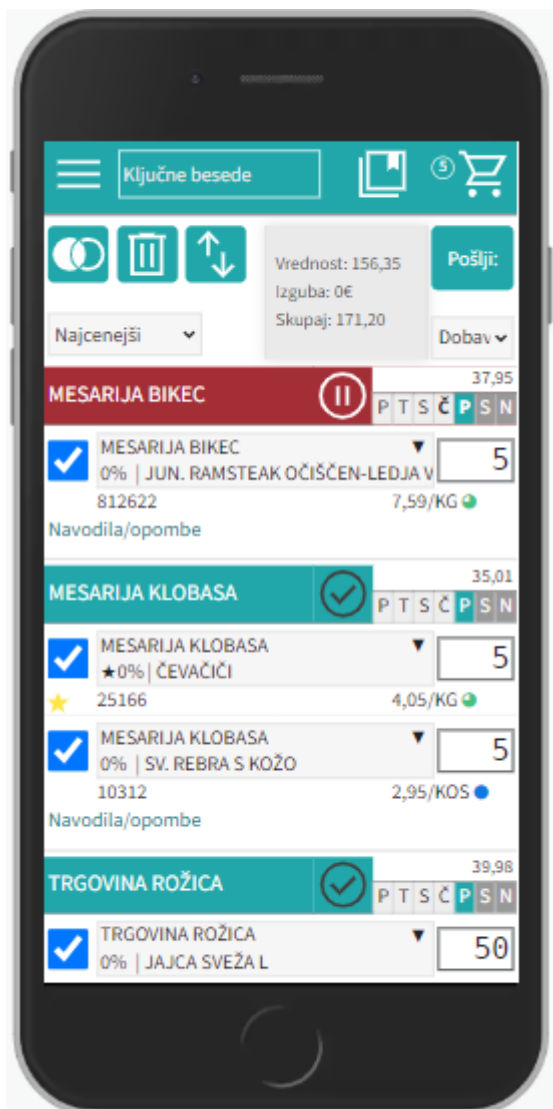 Ključne besede
5
Vrednost: 156,35
Izguba: 0€
Skupaj: 171,20
Pošlji:
Najcenejši
Dobav
MESARIJA BIKEC
37,95
P T S Č P S N
MESARIJA BIKEC
0% | JUN. RAMSTEAK OČIŠČEN-LEDJA V
5
812622
7,59/KG
Navodila/opombe
MESARIJA KLOBASA
35,01
P T S Č P S N
MESARIJA KLOBASA
★0% | ČEVAČIČI
5
25166
4,05/KG
MESARIJA KLOBASA
0% | SV. REBRA S KOŽO
5
10312
2,95/KOS
Navodila/opombe
TRGOVINA ROŽICA
39,98
P T S Č P S N
TRGOVINA ROŽICA
0% | JAJCA SVEŽA L
50